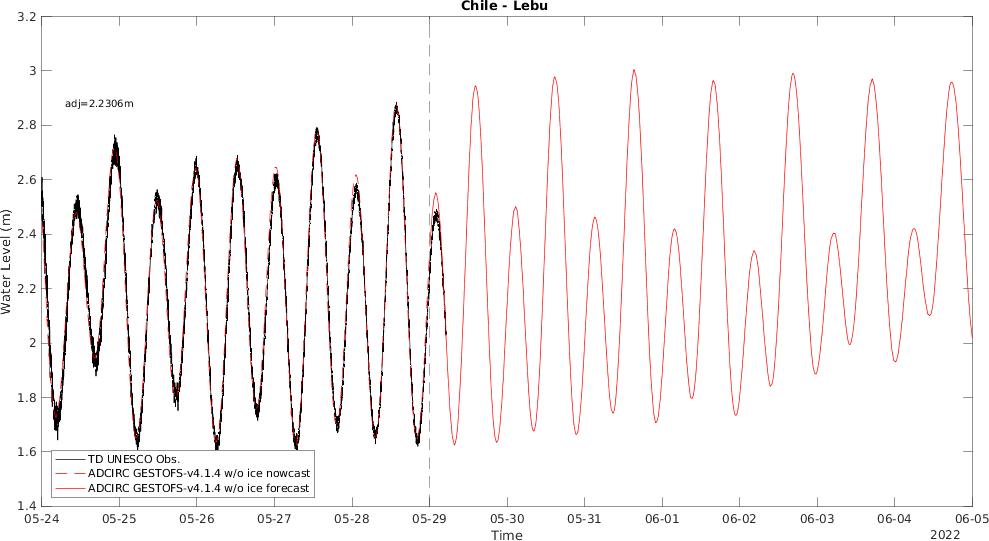 Chile - Lebu
3.2
3
2.8
2.6
2.4
2.2
2
1.8
1.6
1.4
Water Level (m)
adj=2.2306m
TD UNESCO Obs.
ADCIRC GESTOFS-v4.1.4 w/o ice nowcast
ADCIRC GESTOFS-v4.1.4 w/o ice forecast
05-24 05-25 05-26 05-27 05-28 05-29 05-30 05-31 06-01 06-02 06-03 06-04 06-05
Time
2022